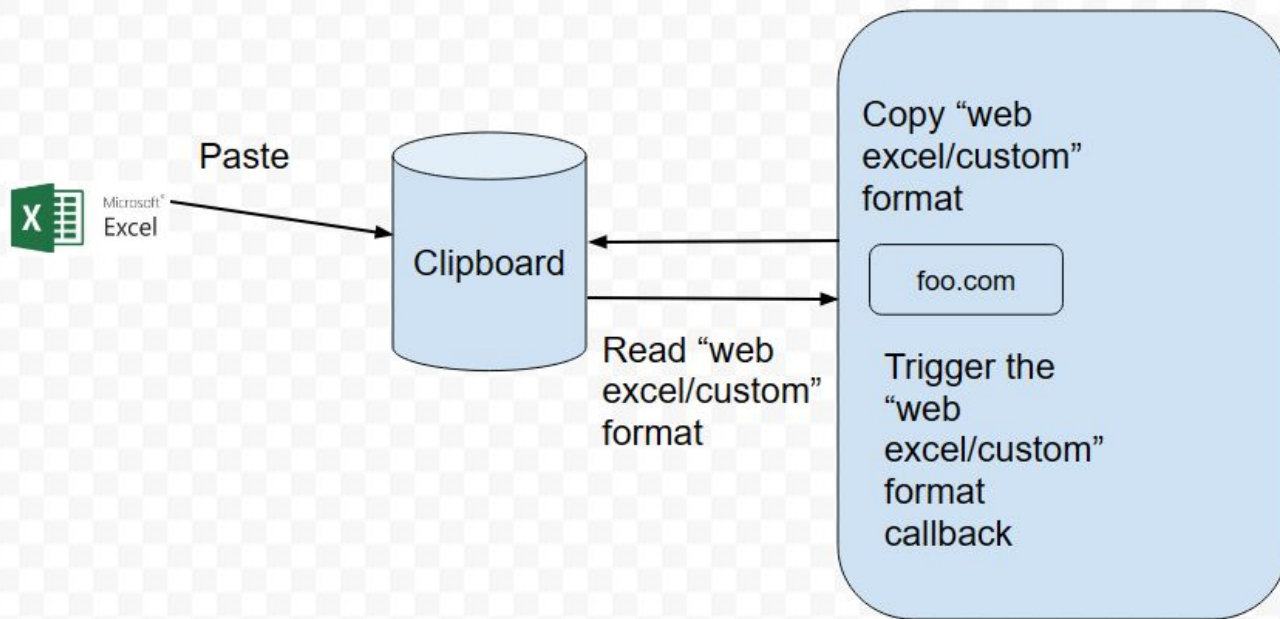 Paste
Microsoft
Excel
Clipboard
Read “web
excel/custom”
format
Copy “web
excel/custom”
format
foo.com
Trigger the
“web
excel/custom”
format
callback